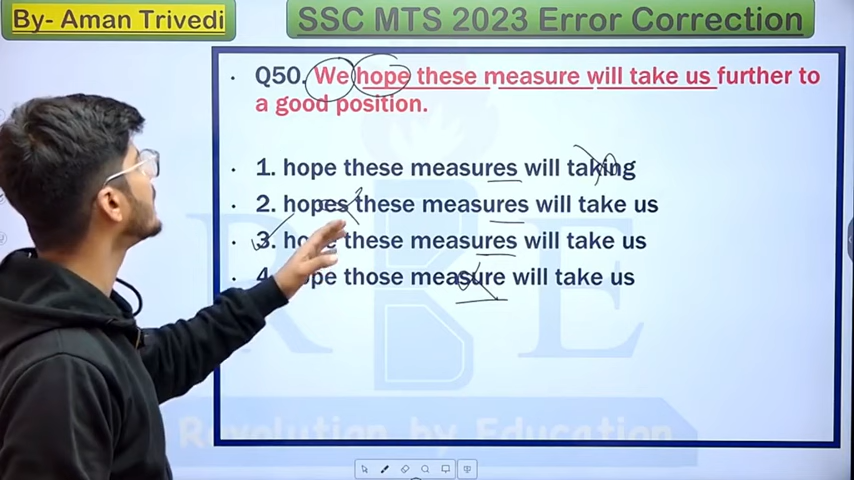 By- Aman Trivedi
SSC MTS 2023 Error Correction
Q50. We hope these measure will take us further to
a good position.
1. hope these measures will taking
2. hopes these measures will take us
3. hope these measures will take us
4. hope those measure will take us
R B E
Revolution by Education